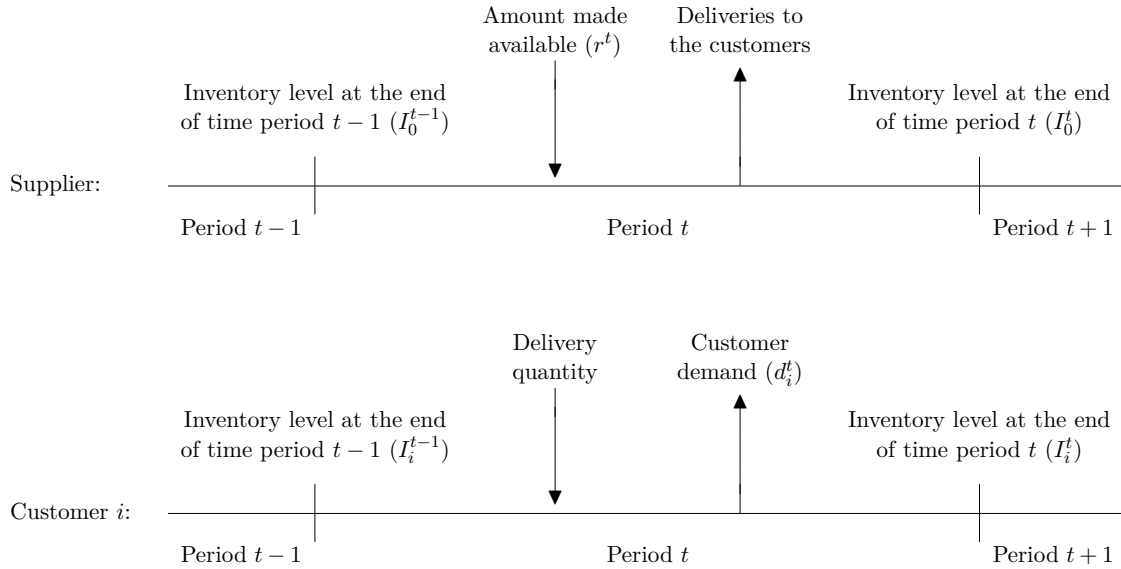 Amount made
available (r^t)
Deliveries to
the customers
Inventory level at the end
of time period t − 1 (I_0^{t−1})
Inventory level at the end
of time period t (I_0^t)
Supplier:
Period t − 1
Period t
Period t + 1
Delivery
quantity
Customer
demand (d_i^t)
Inventory level at the end
of time period t − 1 (I_i^{t−1})
Inventory level at the end
of time period t (I_i^t)
Customer i:
Period t − 1
Period t
Period t + 1